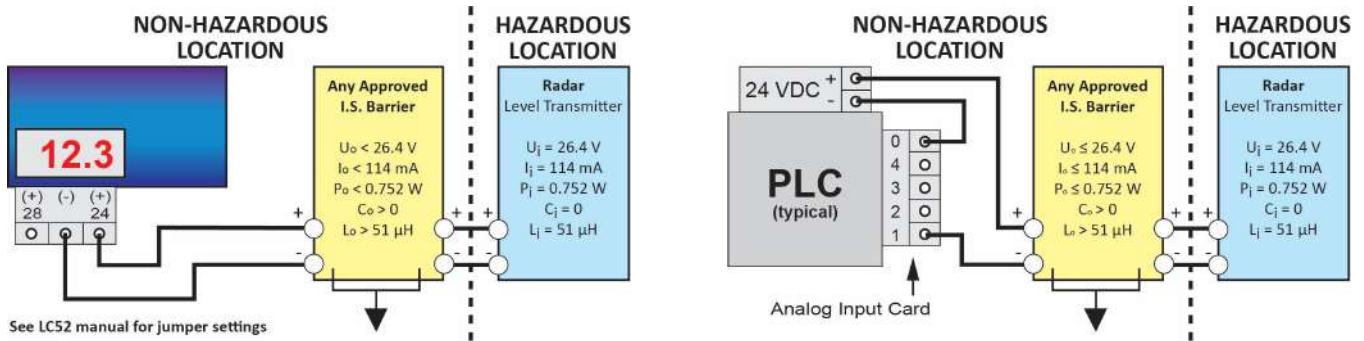 NON-HAZARDOUS
LOCATION
HAZARDOUS
LOCATION
12.3
(+) (-) (+)
28 24
Any Approved
I.S. Barrier
Uo < 26.4 V
Io < 114 mA
Po < 0.752 W
Co > 0
Lo > 51 µH
+
-
+
-
+
-
Radar
Level Transmitter
Ui = 26.4 V
Ii = 114 mA
Pi = 0.752 W
Ci = 0
Li = 51 µH
See LC52 manual for jumper settings
NON-HAZARDOUS
LOCATION
HAZARDOUS
LOCATION
24 VDC + -
PLC
(typical)
0
4
3
2
1
Analog Input Card
Any Approved
I.S. Barrier
Uo ≤ 26.4 V
Io ≤ 114 mA
Po ≤ 0.752 W
Co > 0
Lo > 51 µH
+
-
+
-
+
-
Radar
Level Transmitter
Ui = 26.4 V
Ii = 114 mA
Pi = 0.752 W
Ci = 0
Li = 51 µH